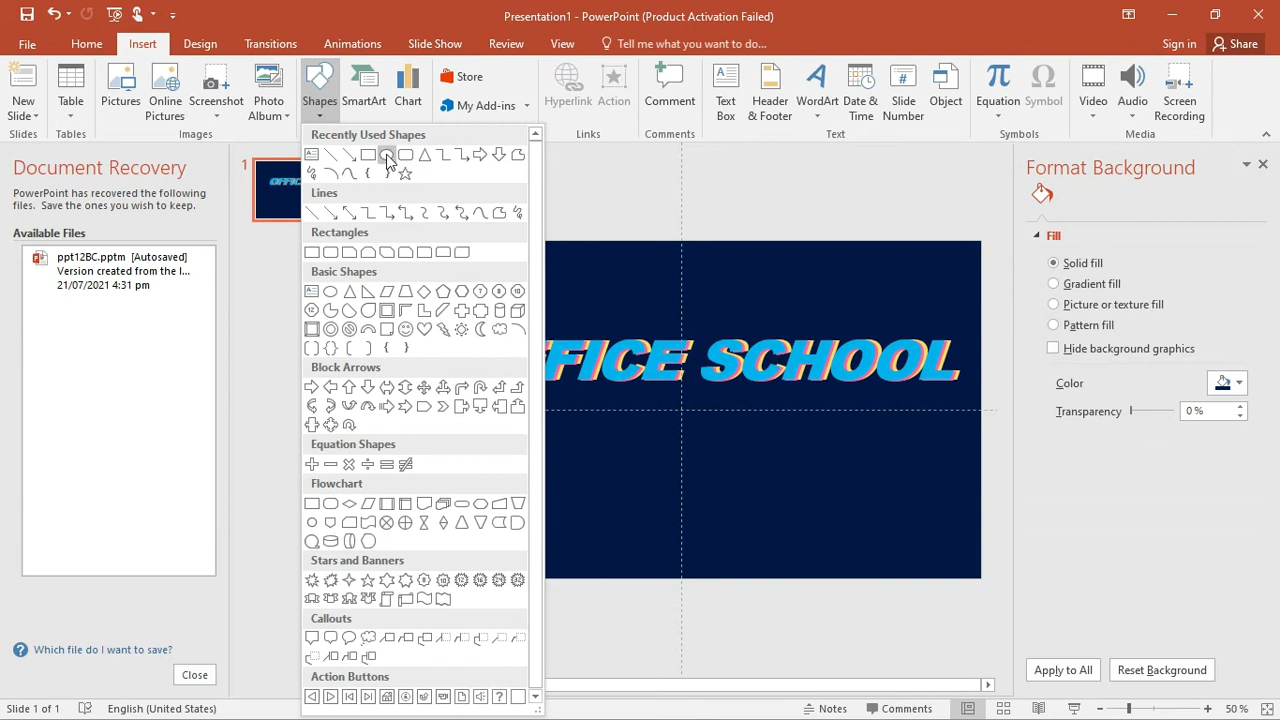 Presentation1 - PowerPoint (Product Activation Failed)
File Home Insert Design Transitions Animations Slide Show Review View Tell me what you want to do... Sign in Share
New Slide Table Pictures Online Pictures Screenshot Photo Album Shapes SmartArt Chart Store My Add-ins Hyperlink Action Comment Text Box Header & Footer WordArt Date & Time Slide Number Object Equation Symbol Video Audio Screen Recording
Slides Tables Images Links Comments Symbols Media
Document Recovery
PowerPoint has recovered the following files. Save the ones you wish to keep.
Available Files
ppt12BC.pptm [Autosaved]
Version created from the l...
21/07/2021 4:31 pm
Which file do I want to save?
Close
1
Recently Used Shapes
Lines
Rectangles
Basic Shapes
Block Arrows
Equation Shapes
Flowchart
Stars and Banners
Callouts
Action Buttons
FICE SCHOOL
Format Background
Fill
Solid fill
Gradient fill
Picture or texture fill
Pattern fill
Hide background graphics
Color
Transparency 0 %
Apply to All Reset Background
Slide 1 of 1 English (United States) Notes Comments 50 %